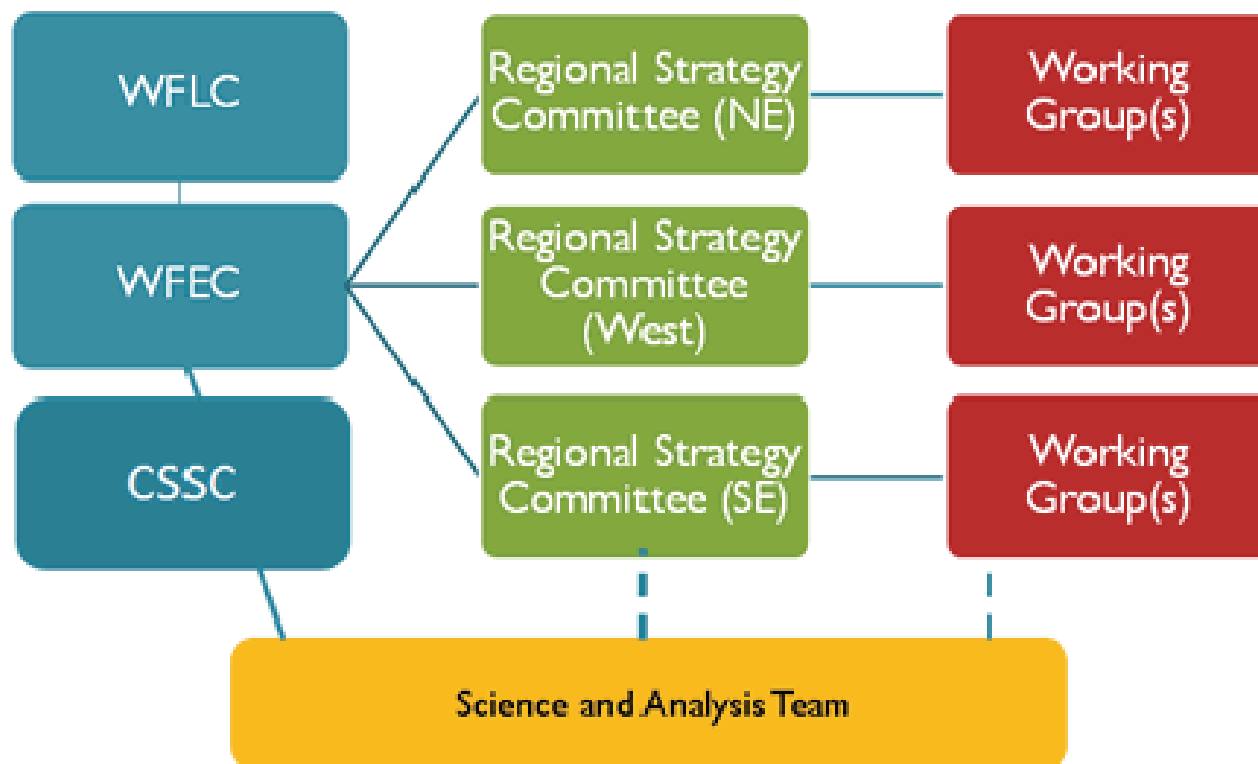 WFLC
Regional Strategy
Committee (NE)
Working
Group(s)
WFEC
Regional Strategy
Committee
(West)
Working
Group(s)
CSSC
Regional Strategy
Committee (SE)
Working
Group(s)
Science and Analysis Team